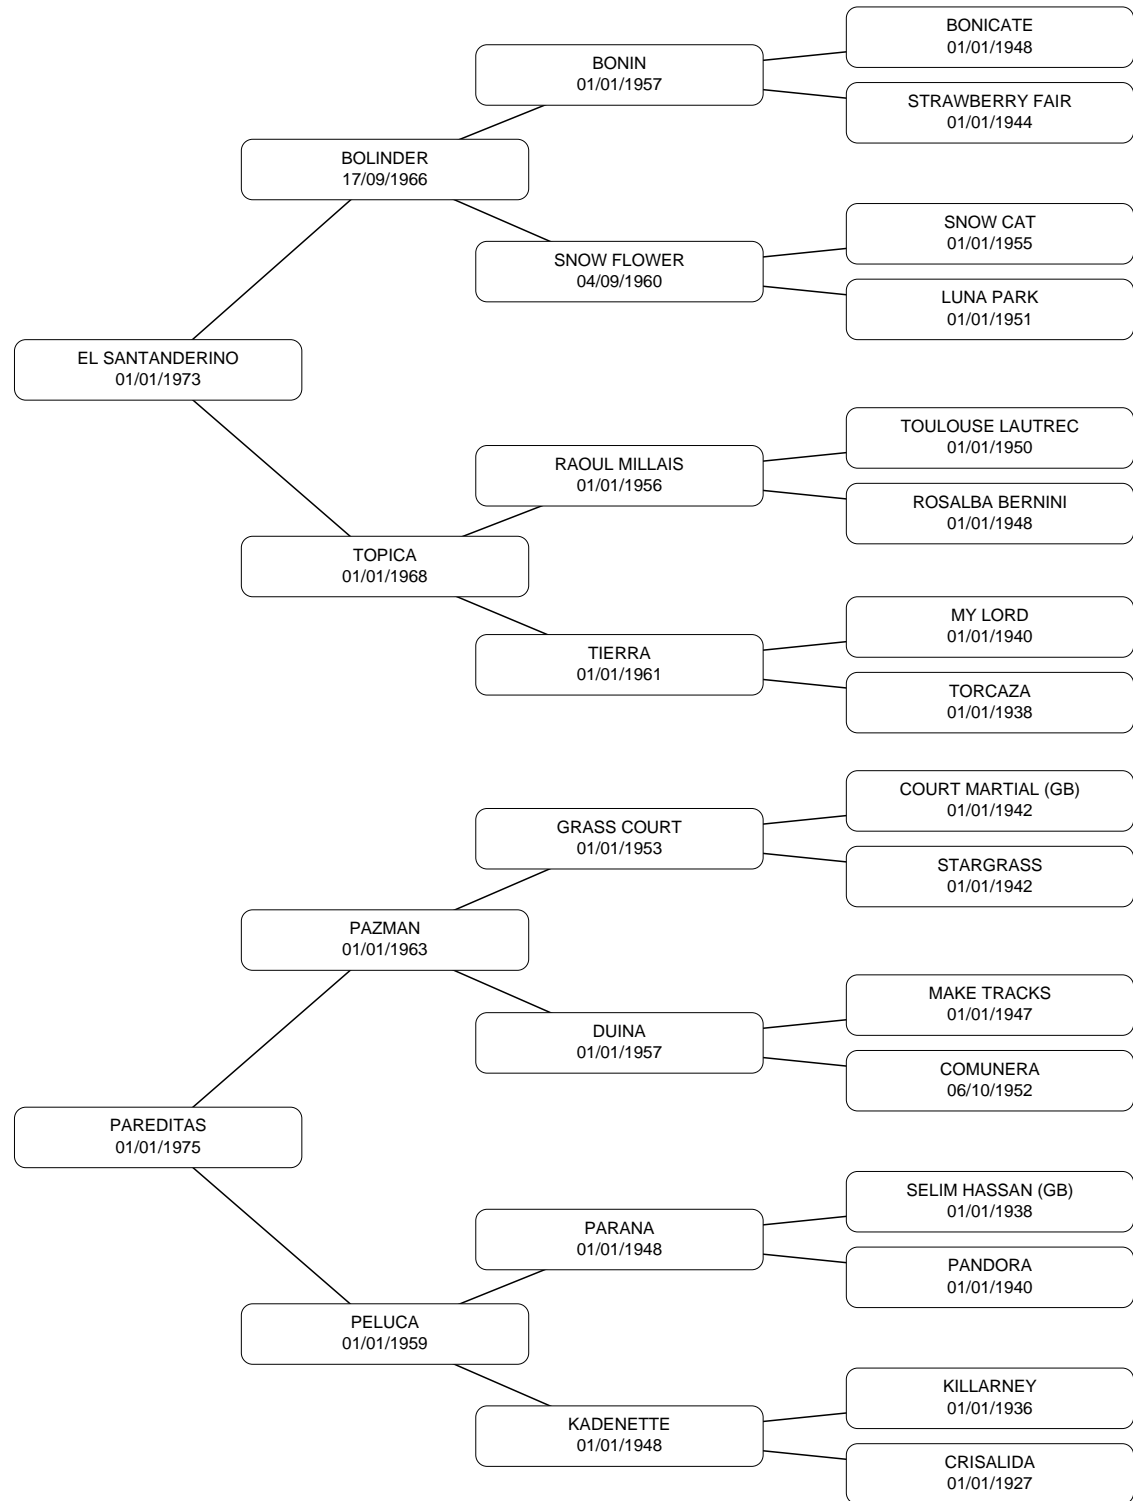 BONICATE
01/01/1948
BONIN
01/01/1957
STRAWBERRY FAIR
01/01/1944
BOLINDER
17/09/1966
SNOW CAT
01/01/1955
SNOW FLOWER
04/09/1960
LUNA PARK
01/01/1951
EL SANTANDERINO
01/01/1973
TOULOUSE LAUTREC
01/01/1950
RAOUL MILLAIS
01/01/1956
ROSALBA BERNINI
01/01/1948
TOPICA
01/01/1968
MY LORD
01/01/1940
TIERRA
01/01/1961
TORCAZA
01/01/1938
COURT MARTIAL (GB)
01/01/1942
GRASS COURT
01/01/1953
STARGRASS
01/01/1942
PAZMAN
01/01/1963
MAKE TRACKS
01/01/1947
DUINA
01/01/1957
COMUNERA
06/10/1952
PAREDITAS
01/01/1975
SELIM HASSAN (GB)
01/01/1938
PARANA
01/01/1948
PANDORA
01/01/1940
PELUCA
01/01/1959
KILLARNEY
01/01/1936
KADENETTE
01/01/1948
CRISALIDA
01/01/1927